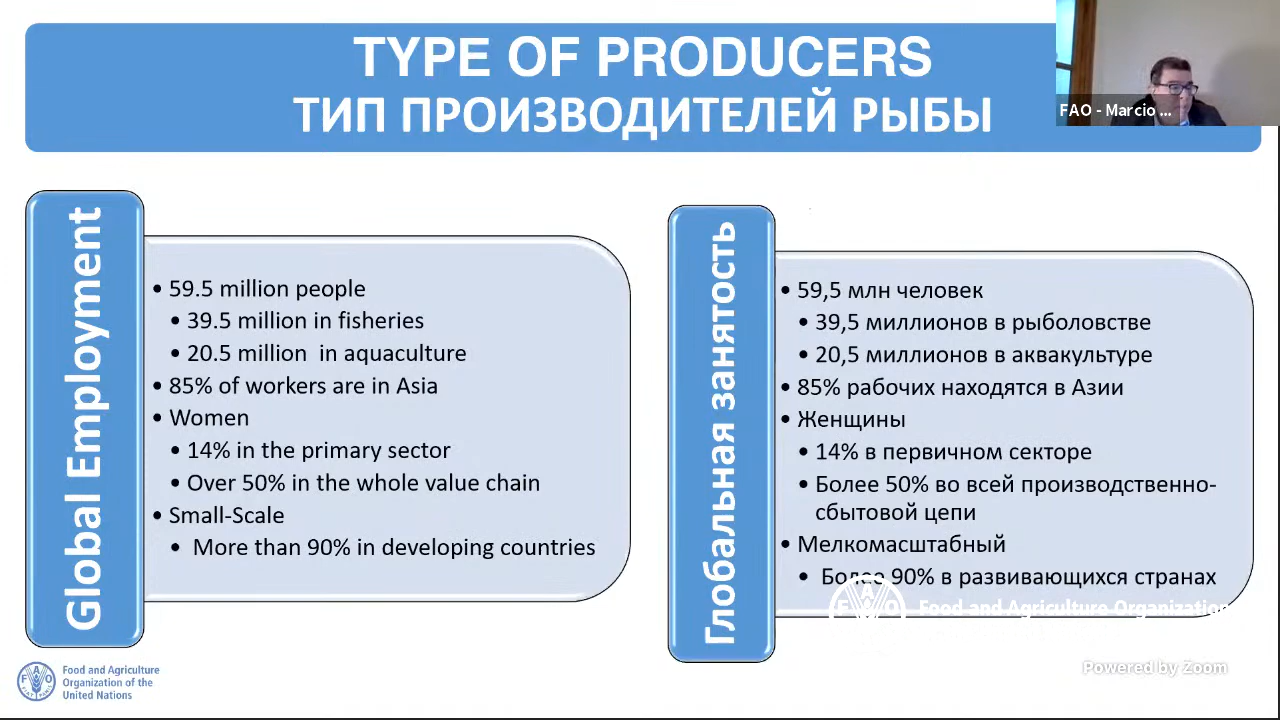 TYPE OF PRODUCERS
ТИП ПРОИЗВОДИТЕЛЕЙ РЫБЫ
FAO - Marcio ...
Global Employment
• 59.5 million people
• 39.5 million in fisheries
• 20.5 million in aquaculture
• 85% of workers are in Asia
• Women
• 14% in the primary sector
• Over 50% in the whole value chain
• Small-Scale
• More than 90% in developing countries
Глобальная занятость
• 59,5 млн человек
• 39,5 миллионов в рыболовстве
• 20,5 миллионов в аквакультуре
• 85% рабочих находятся в Азии
• Женщины
• 14% в первичном секторе
• Более 50% во всей производственно-
сбытовой цепи
• Мелкомасштабный
• Более 90% в развивающихся странах
FAO
Food and Agriculture Organization
Food and Agriculture
Organization of the
United Nations
Powered by Zoom